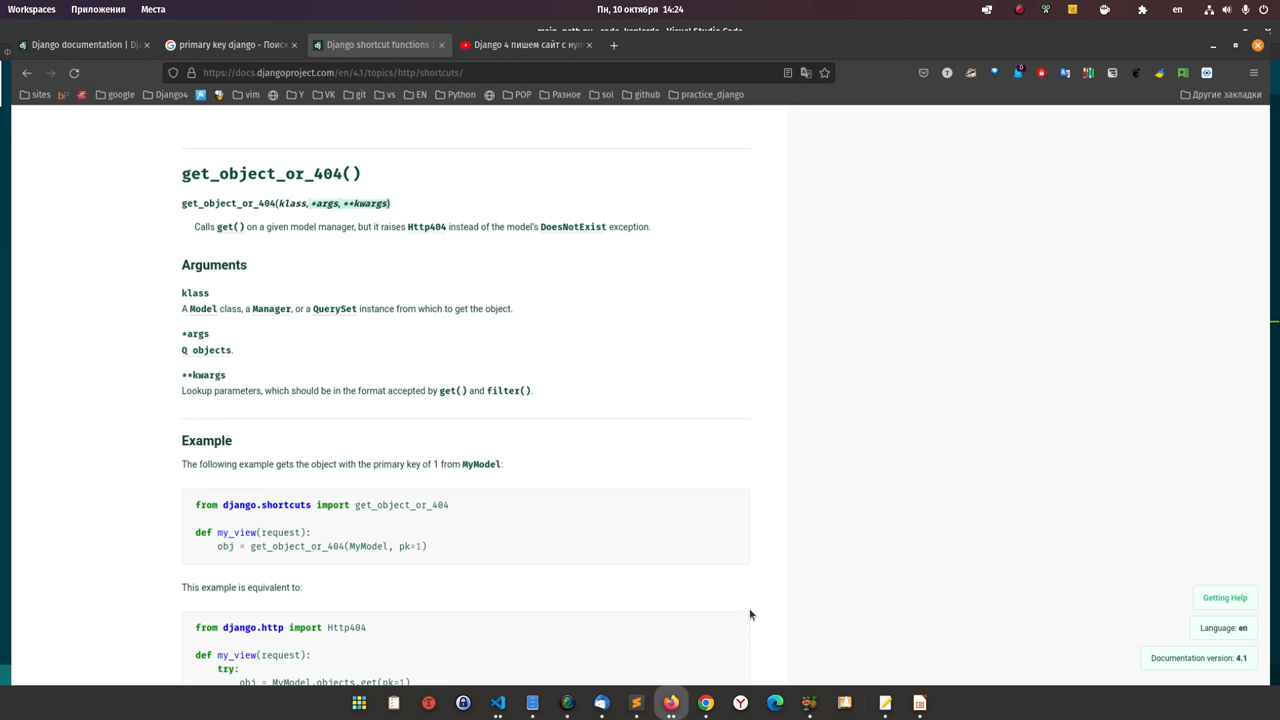 Workspaces Приложения Места
Пн, 10 октября 14:24
en
Django documentation | Dj
primary key django - Поиск
Django shortcut functions |
Django 4 пишем сайт с нул
https://docs.djangoproject.com/en/4.1/topics/http/shortcuts/
sites google Django4 vim Y VK git vs EN Python POP Разное sol github practice_django Другие закладки
get_object_or_404()
get_object_or_404(klass, *args, **kwargs)
Calls get() on a given model manager, but it raises Http404 instead of the model's DoesNotExist exception.
Arguments
klass
A Model class, a Manager, or a QuerySet instance from which to get the object.
*args
Q objects.
**kwargs
Lookup parameters, which should be in the format accepted by get() and filter().
Example
The following example gets the object with the primary key of 1 from MyModel:
from django.shortcuts import get_object_or_404
def my_view(request):
obj = get_object_or_404(MyModel, pk=1)
This example is equivalent to:
from django.http import Http404
def my_view(request):
try:
obj = MyModel.objects.get(pk=1)
Getting Help
Language: en
Documentation version: 4.1